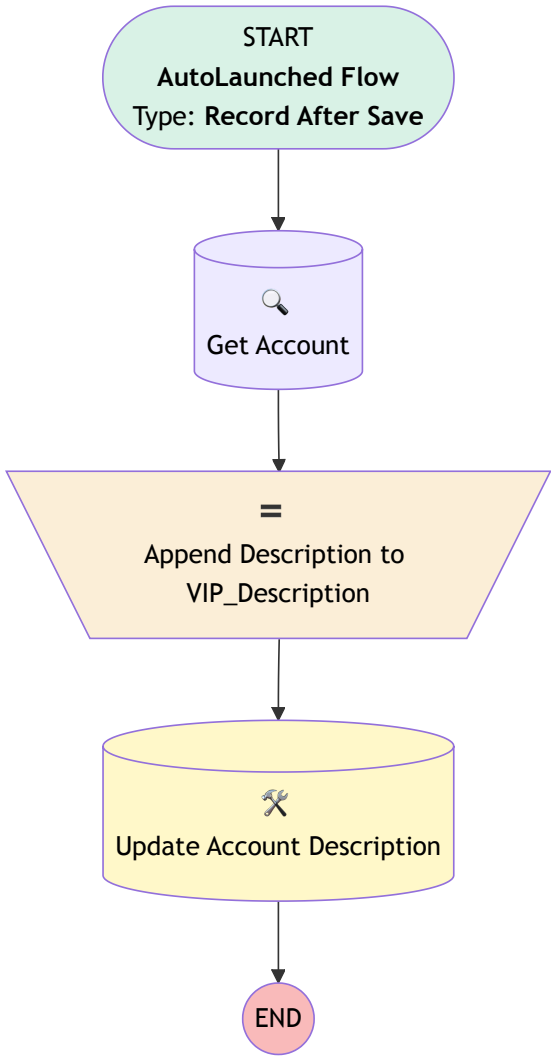 START
AutoLaunched Flow
Type: Record After Save
🔍
Get Account
=
Append Description to
VIP_Description
🛠️
Update Account Description
END